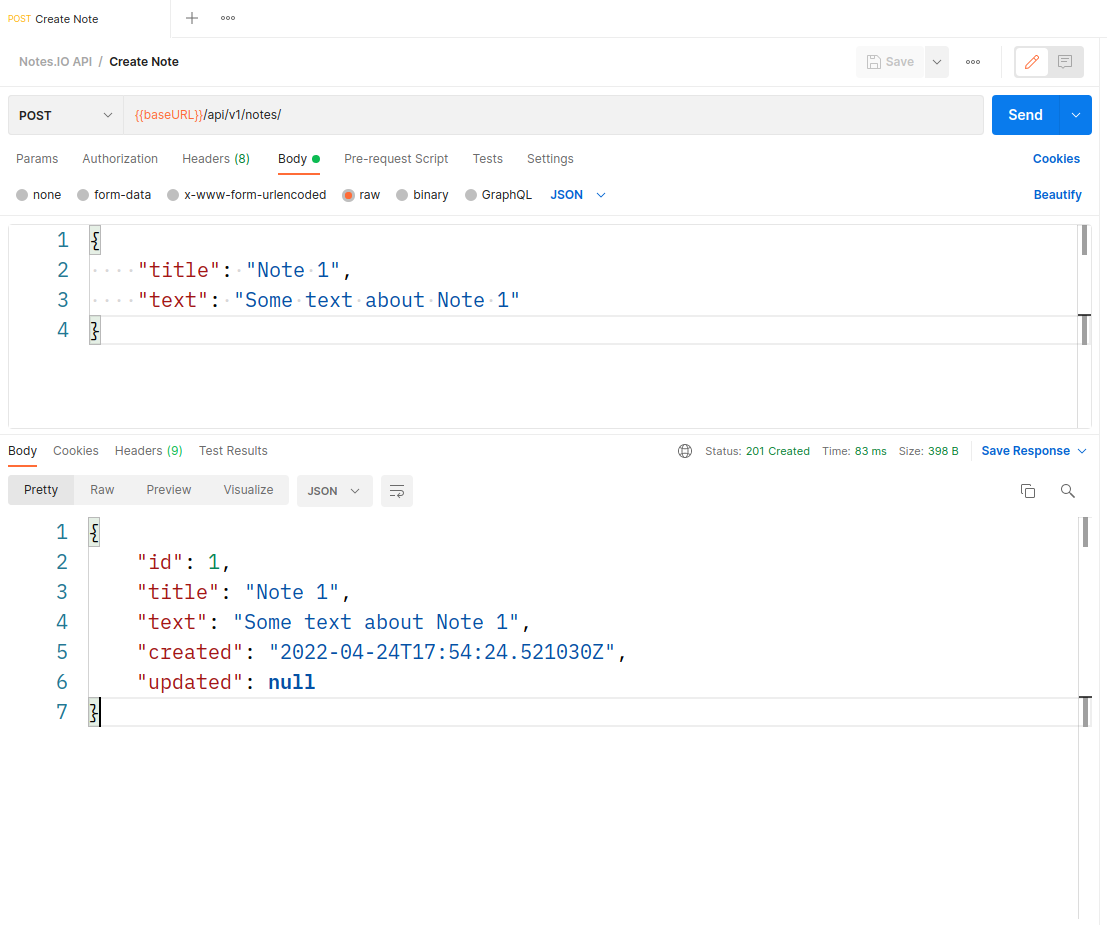 POST Create Note
Notes.IO API / Create Note Save
POST {{baseURL}}/api/v1/notes/ Send
Params Authorization Headers (8) Body Pre-request Script Tests Settings Cookies
none form-data x-www-form-urlencoded raw binary GraphQL JSON Beautify
1 {
2 ····"title":·"Note·1",
3 ····"text":·"Some·text·about·Note·1"
4 }
Body Cookies Headers (9) Test Results Status: 201 Created Time: 83 ms Size: 398 B Save Response
Pretty Raw Preview Visualize JSON
1 {
2 "id": 1,
3 "title": "Note 1",
4 "text": "Some text about Note 1",
5 "created": "2022-04-24T17:54:24.521030Z",
6 "updated": null
7 }